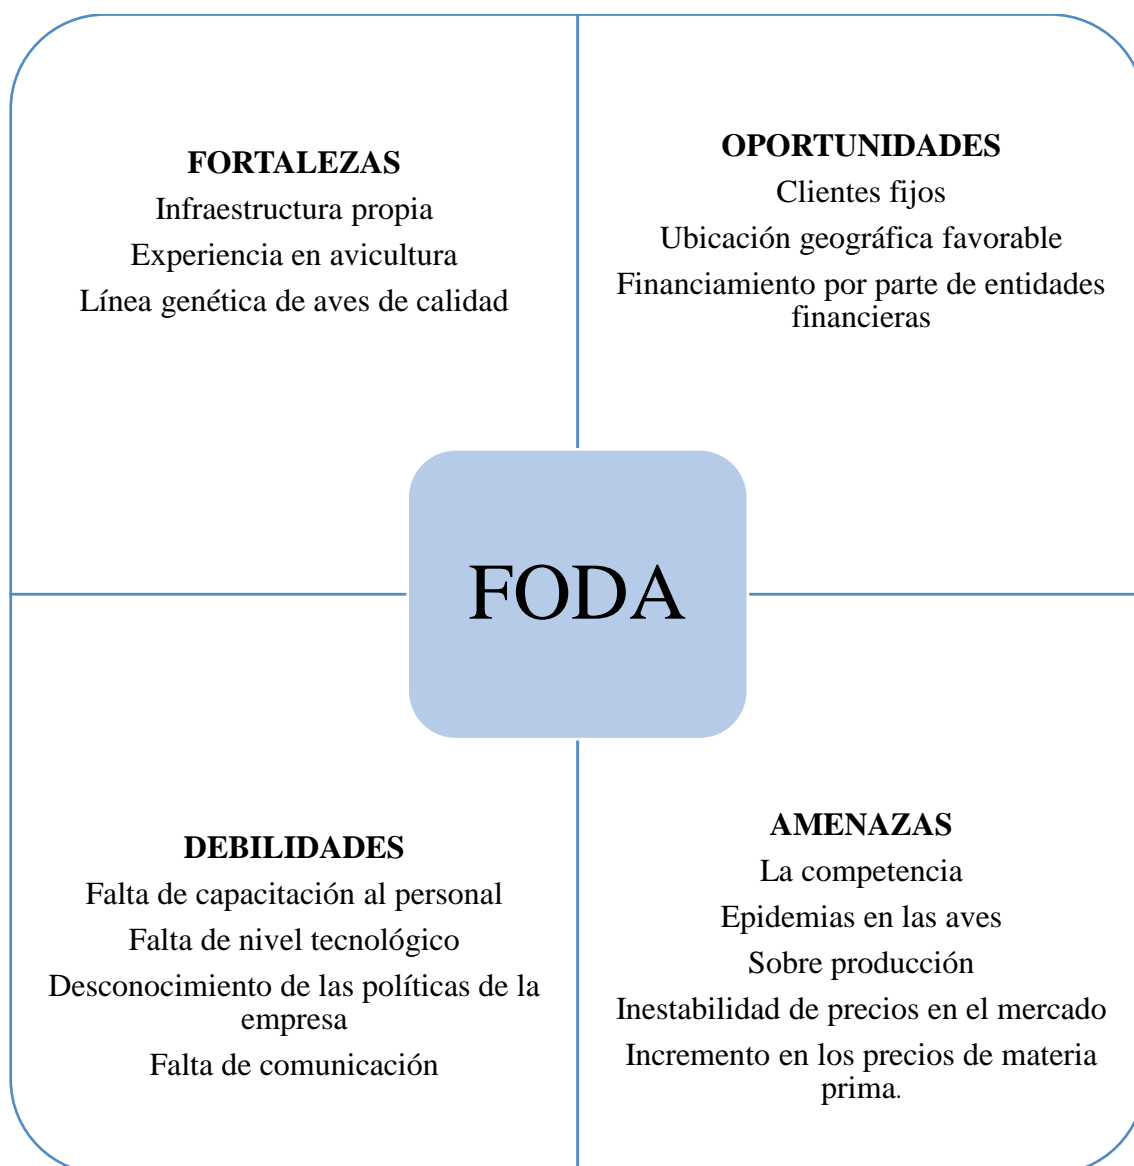 FORTALEZAS
Infraestructura propia
Experiencia en avicultura
Línea genética de aves de calidad
OPORTUNIDADES
Clientes fijos
Ubicación geográfica favorable
Financiamiento por parte de entidades
financieras
FODA
DEBILIDADES
Falta de capacitación al personal
Falta de nivel tecnológico
Desconocimiento de las políticas de la
empresa
Falta de comunicación
AMENAZAS
La competencia
Epidemias en las aves
Sobre producción
Inestabilidad de precios en el mercado
Incremento en los precios de materia
prima.